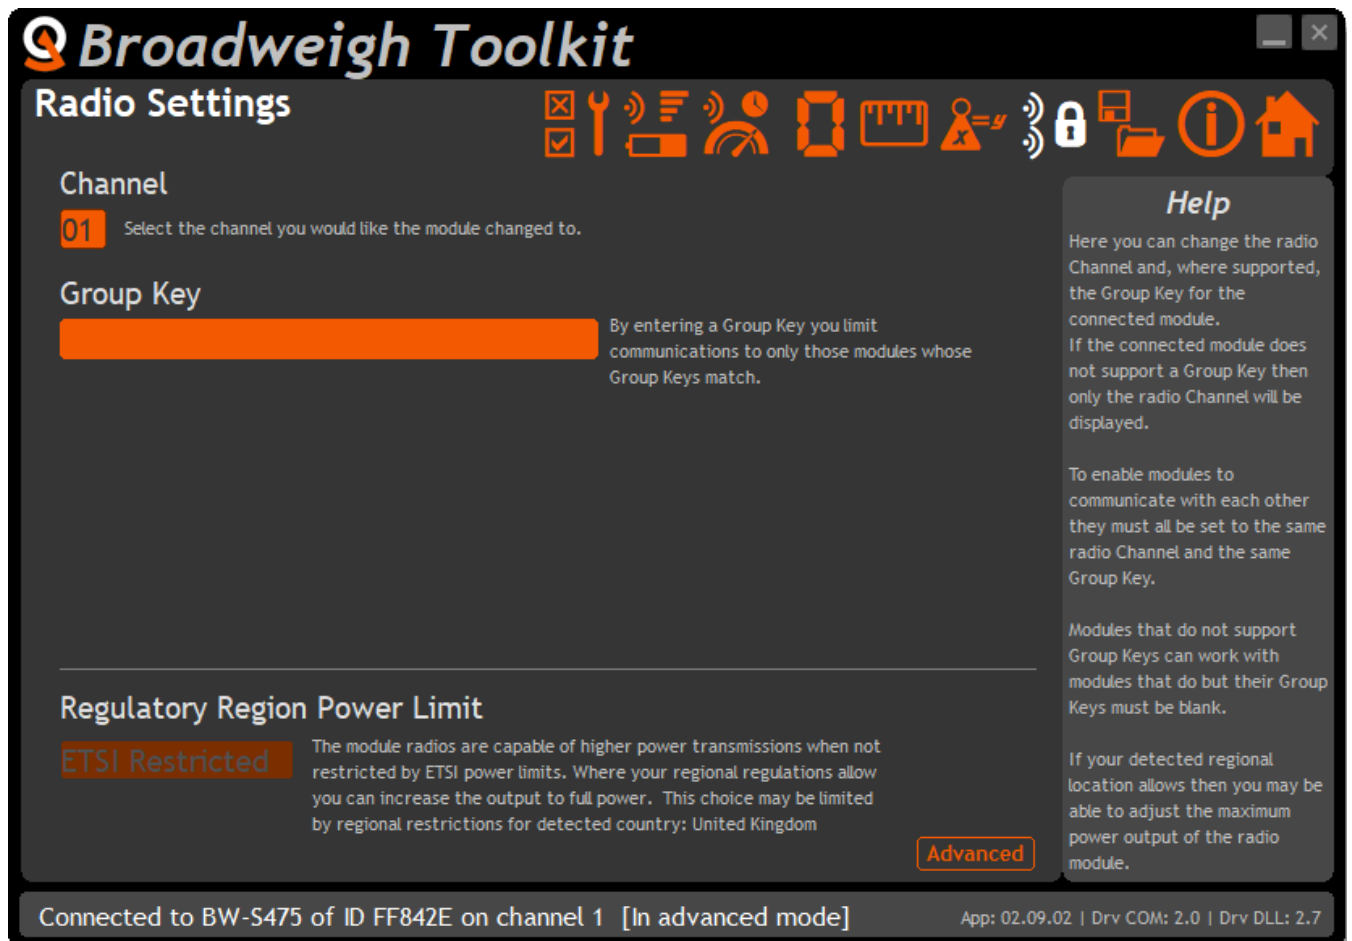 Broadweigh Toolkit
Radio Settings
x=y
Channel
01 Select the channel you would like the module changed to.
Group Key
By entering a Group Key you limit
communications to only those modules whose
Group Keys match.
Regulatory Region Power Limit
ETSI Restricted
The module radios are capable of higher power transmissions when not
restricted by ETSI power limits. Where your regional regulations allow
you can increase the output to full power. This choice may be limited
by regional restrictions for detected country: United Kingdom
Advanced
Help
Here you can change the radio
Channel and, where supported,
the Group Key for the
connected module.
If the connected module does
not support a Group Key then
only the radio Channel will be
displayed.
To enable modules to
communicate with each other
they must all be set to the same
radio Channel and the same
Group Key.
Modules that do not support
Group Keys can work with
modules that do but their Group
Keys must be blank.
If your detected regional
location allows then you may be
able to adjust the maximum
power output of the radio
module.
Connected to BW-S475 of ID FF842E on channel 1 [In advanced mode]
App: 02.09.02 | Drv COM: 2.0 | Drv DLL: 2.7